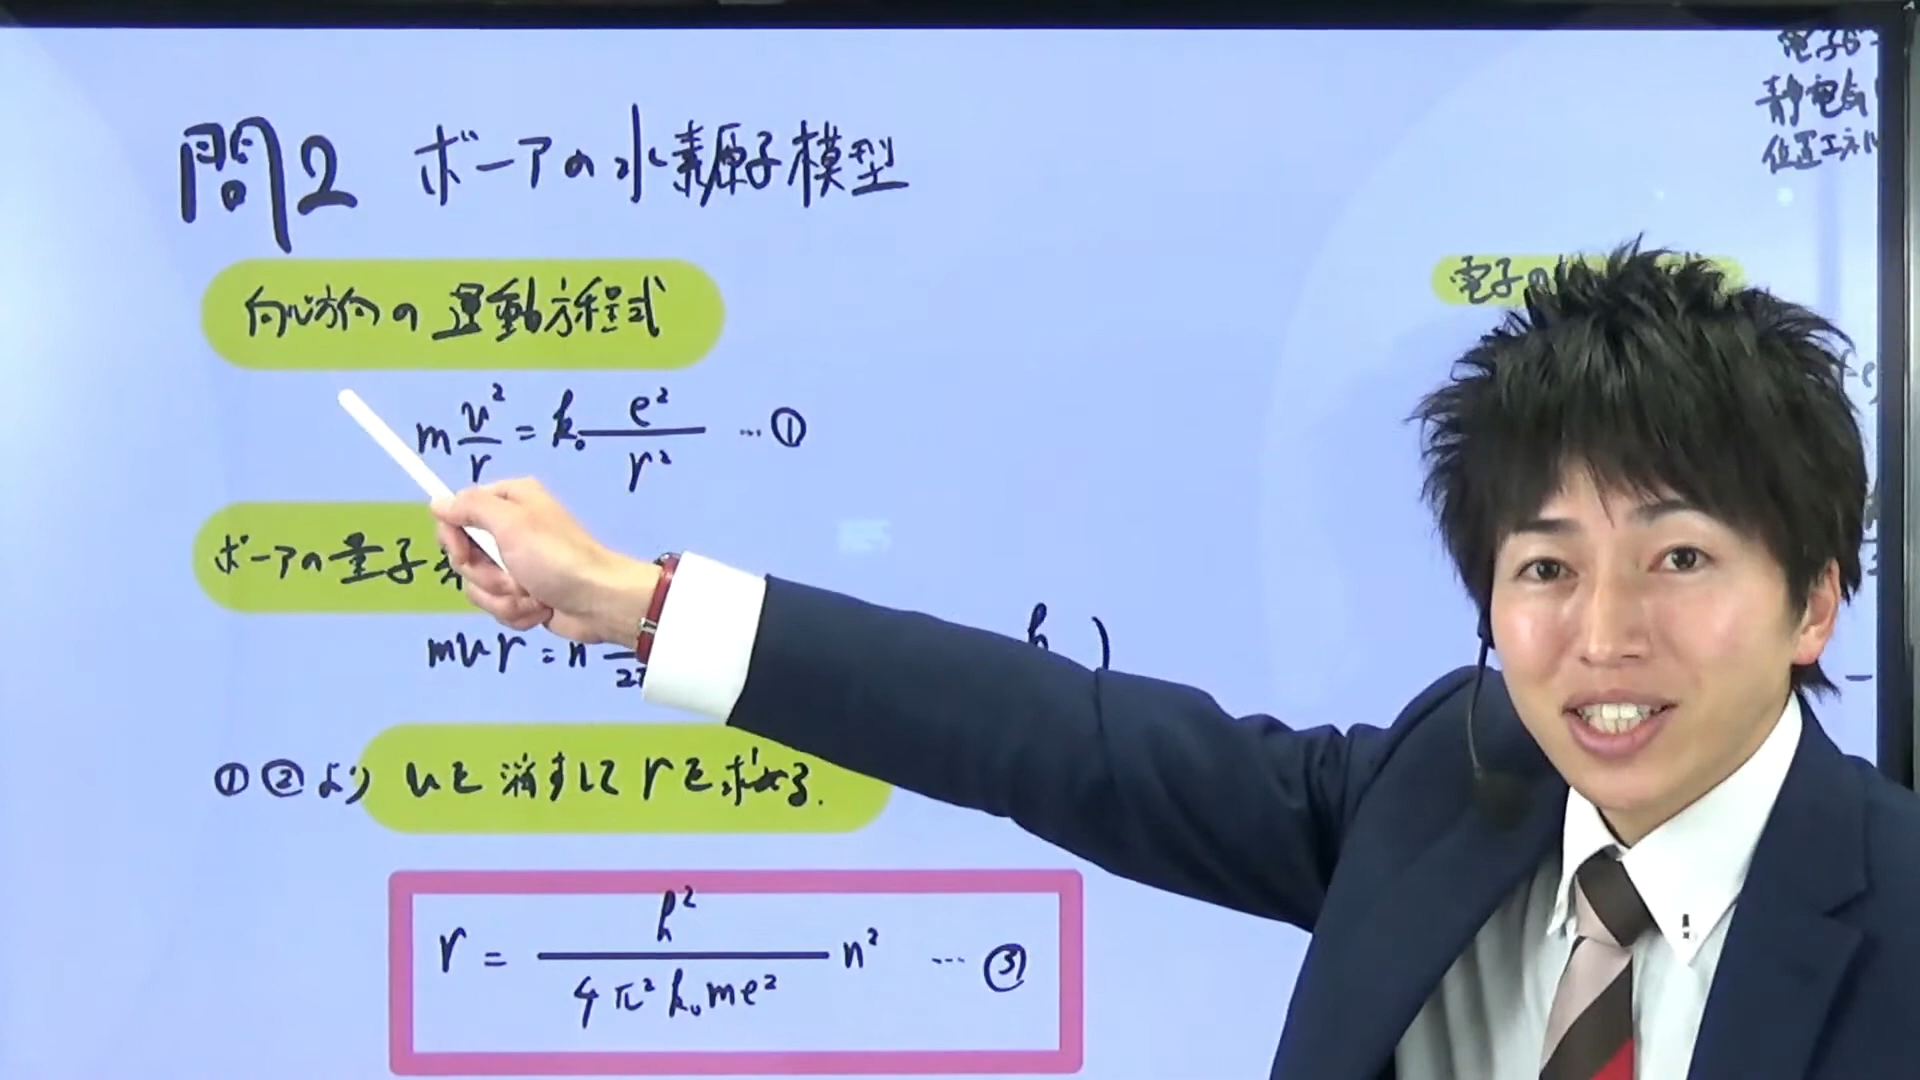 問2 ボーアの水素原子模型
向心方向の運動方程式
m v²/r = k₀ e²/r² … ①
ボーアの量子条
mvr = n
h )
①②より vを消してrを求める.
r = h²/4π²k₀me² n² … ③
静電気
位置エネル
電子の